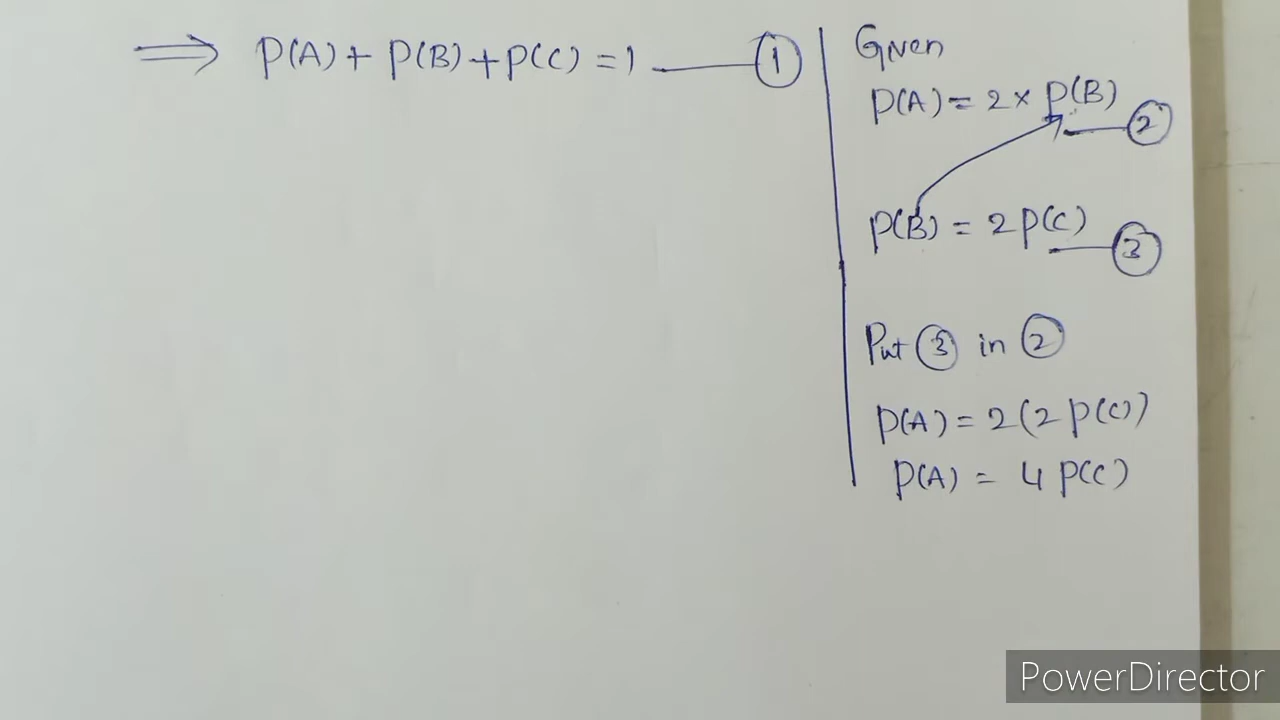 ⟹ P(A) + P(B) + P(C) = 1 —— ①
Given
P(A) = 2 × P(B) —— ②
P(B) = 2 P(C) —— ③
Put ③ in ②
P(A) = 2 (2 P(C))
P(A) = 4 P(C)
PowerDirector